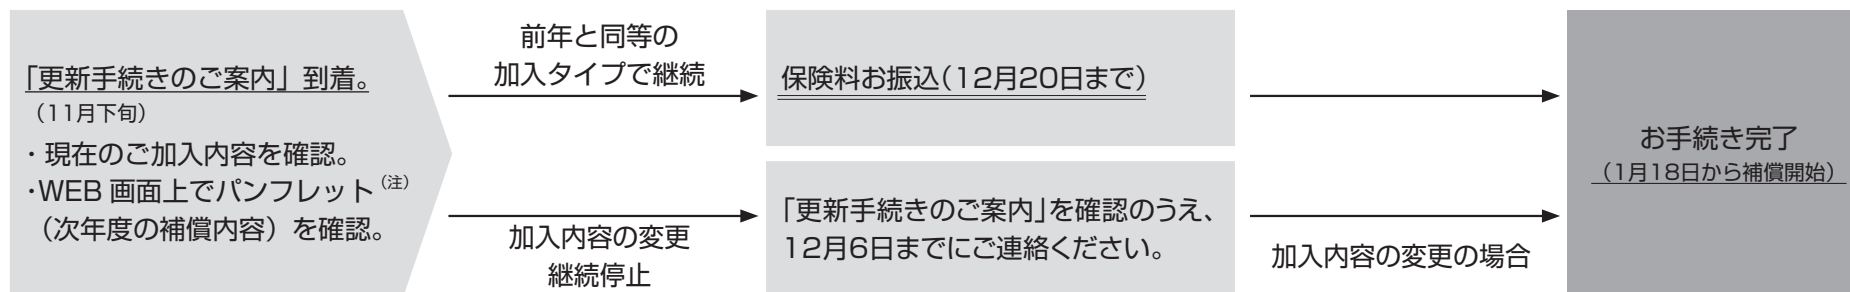 「更新手続きのご案内」到着。
（11月下旬）
・現在のご加入内容を確認。
・WEB 画面上でパンフレット（注）
（次年度の補償内容）を確認。
前年と同等の
加入タイプで継続
加入内容の変更
継続停止
保険料お振込（12月20日まで）
「更新手続きのご案内」を確認のうえ、
12月6日までにご連絡ください。
加入内容の変更の場合
お手続き完了
（1月18日から補償開始）